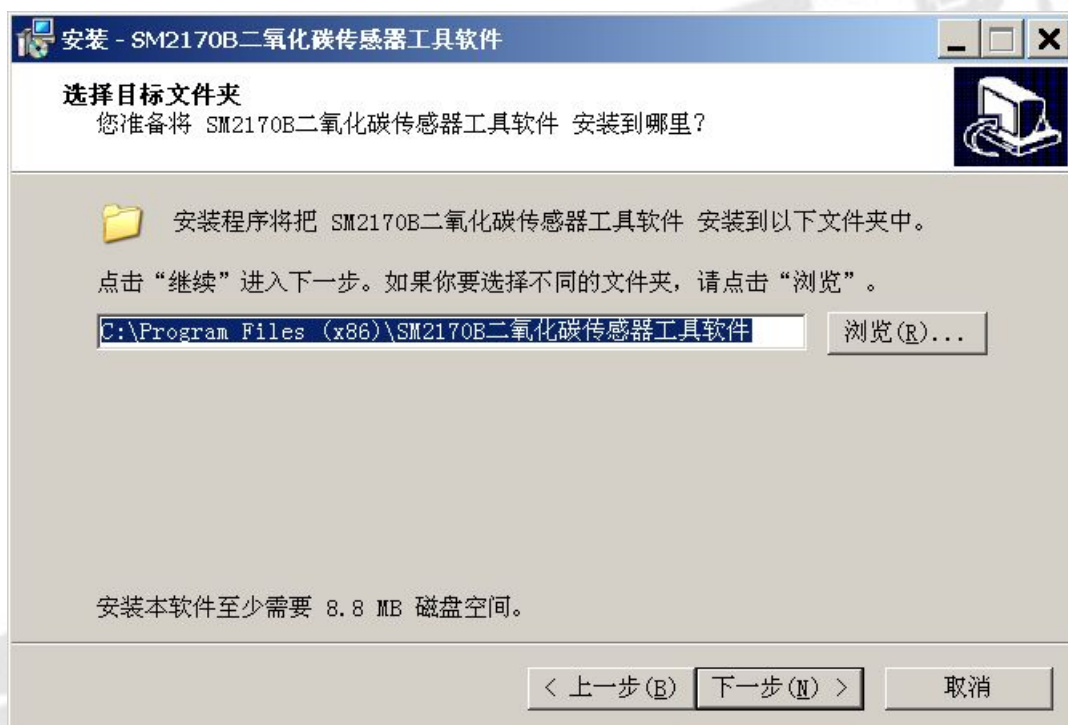 安装 - SM2170B二氧化碳传感器工具软件
选择目标文件夹
您准备将 SM2170B二氧化碳传感器工具软件 安装到哪里?
安装程序将把 SM2170B二氧化碳传感器工具软件 安装到以下文件夹中。
点击“继续”进入下一步。如果你要选择不同的文件夹，请点击“浏览”。
C:\Program Files (x86)\SM2170B二氧化碳传感器工具软件
浏览(R)...
安装本软件至少需要 8.8 MB 磁盘空间。
< 上一步(B) 下一步(N) > 取消